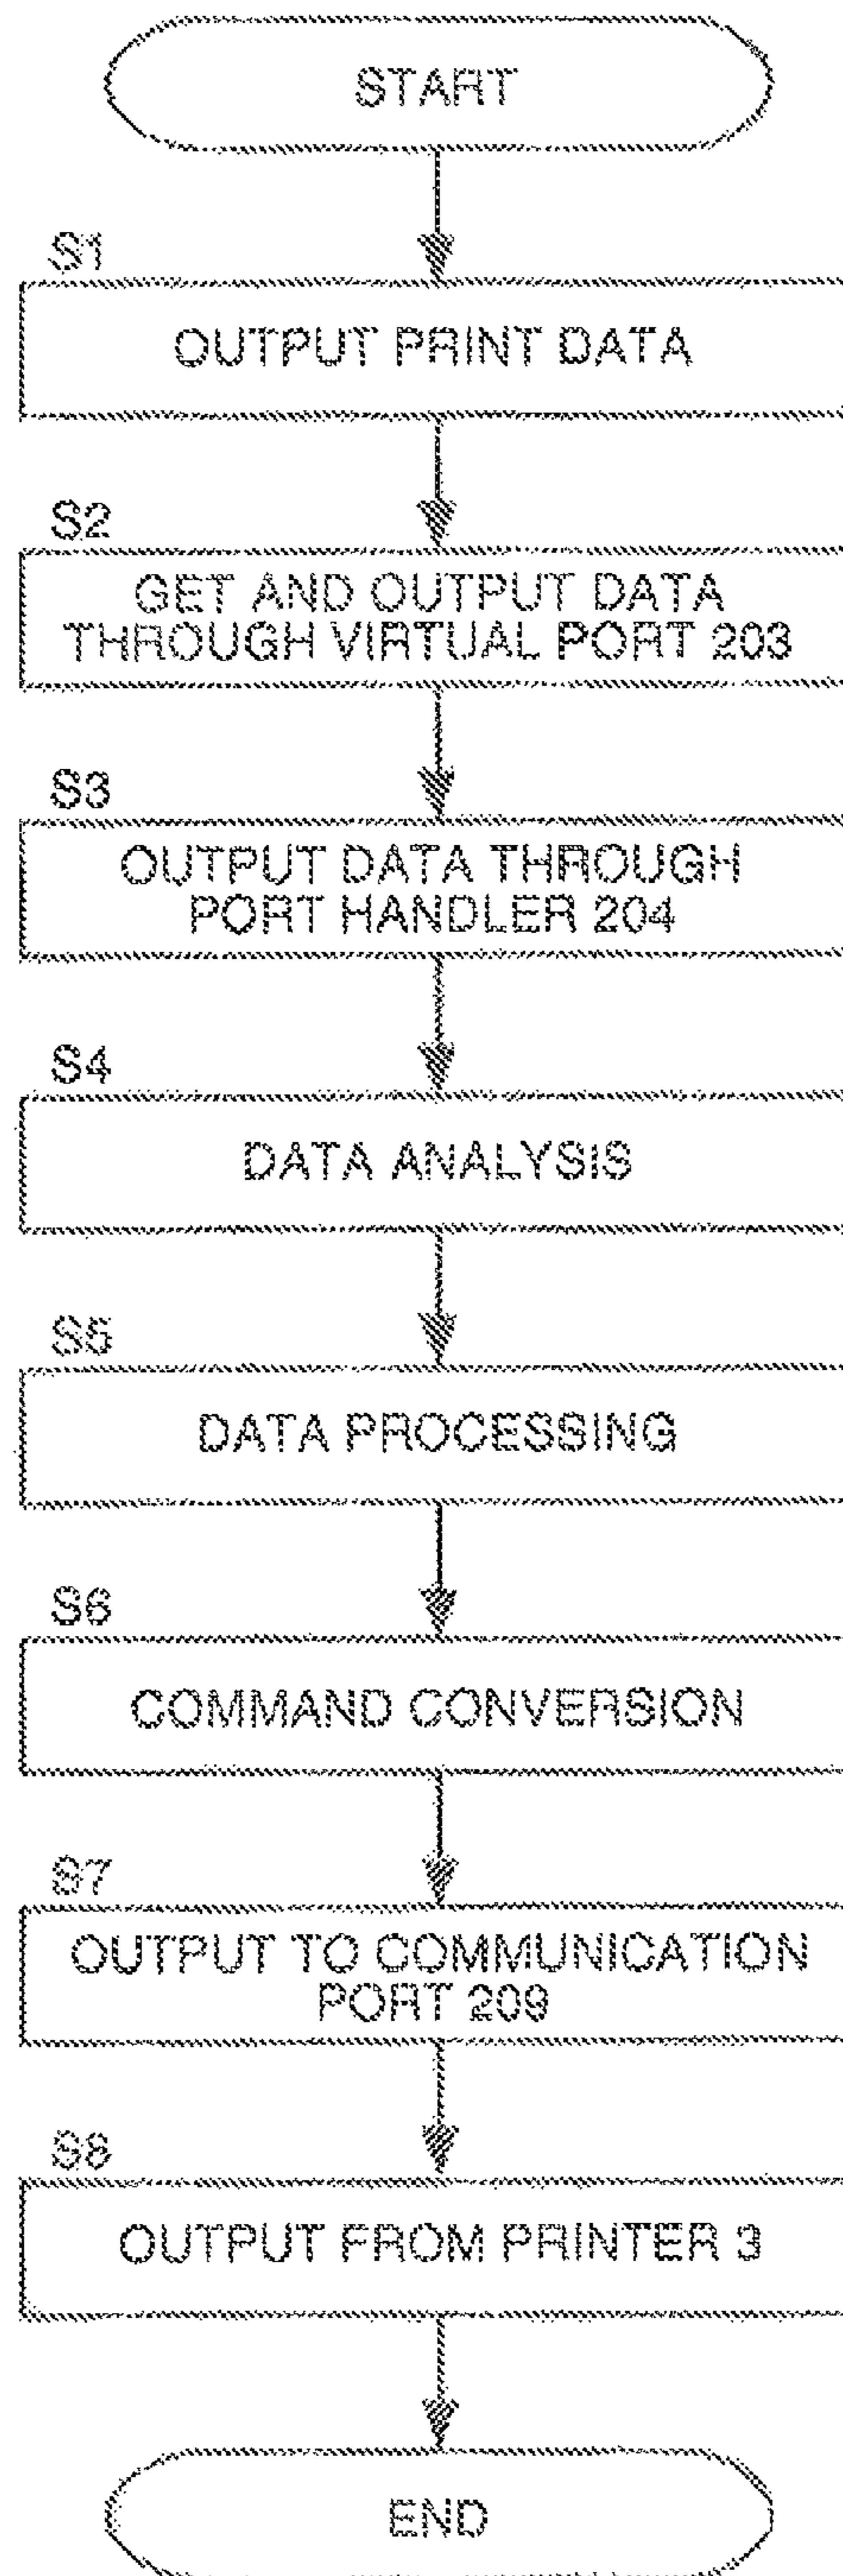 START
S1
OUTPUT PRINT DATA
S2
GET AND OUTPUT DATA
THROUGH VIRTUAL PORT 203
S3
OUTPUT DATA THROUGH
PORT HANDLER 204
S4
DATA ANALYSIS
S5
DATA PROCESSING
S6
COMMAND CONVERSION
S7
OUTPUT TO COMMUNICATION
PORT 209
S8
OUTPUT FROM PRINTER 3
END